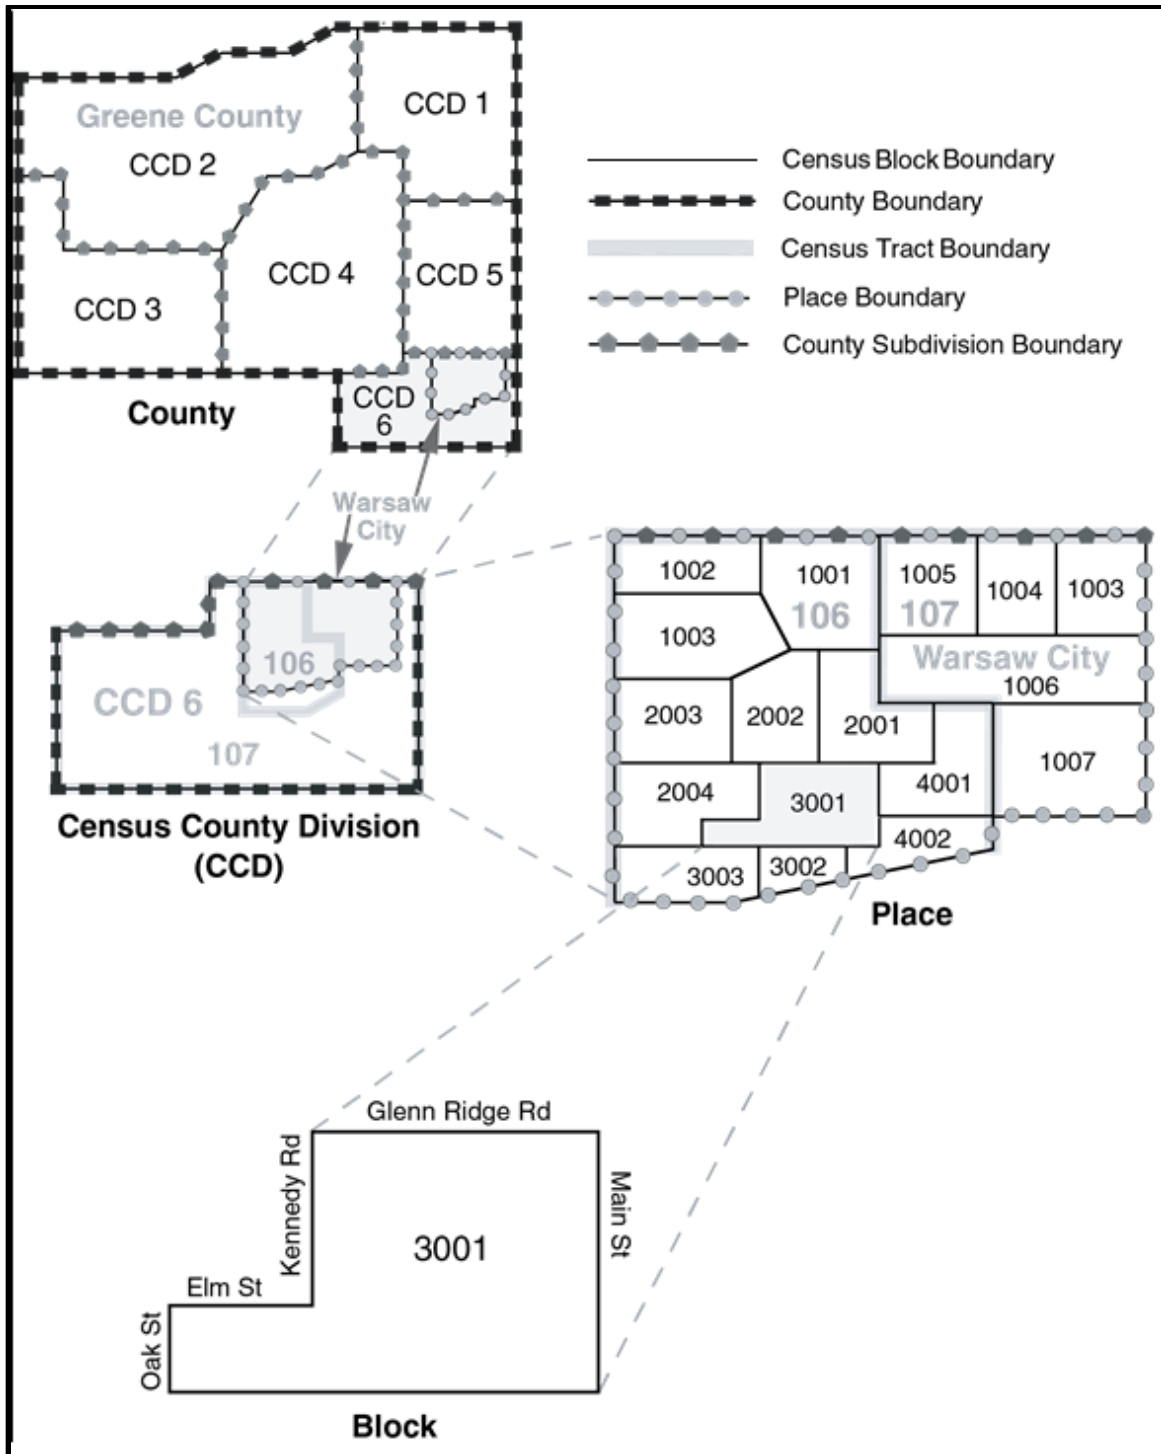 Greene County
CCD 1
CCD 2
CCD 3
CCD 4
CCD 5
CCD
6
County
Census Block Boundary
County Boundary
Census Tract Boundary
Place Boundary
County Subdivision Boundary
Warsaw
City
106
CCD 6
107
Census County Division
(CCD)
1002
1001
1005
1004
1003
106
107
1003
Warsaw City
1006
2003
2002
2001
1007
2004
3001
4001
4002
3003
3002
Place
Glenn Ridge Rd
Kennedy Rd
Main St
3001
Elm St
Oak St
Block